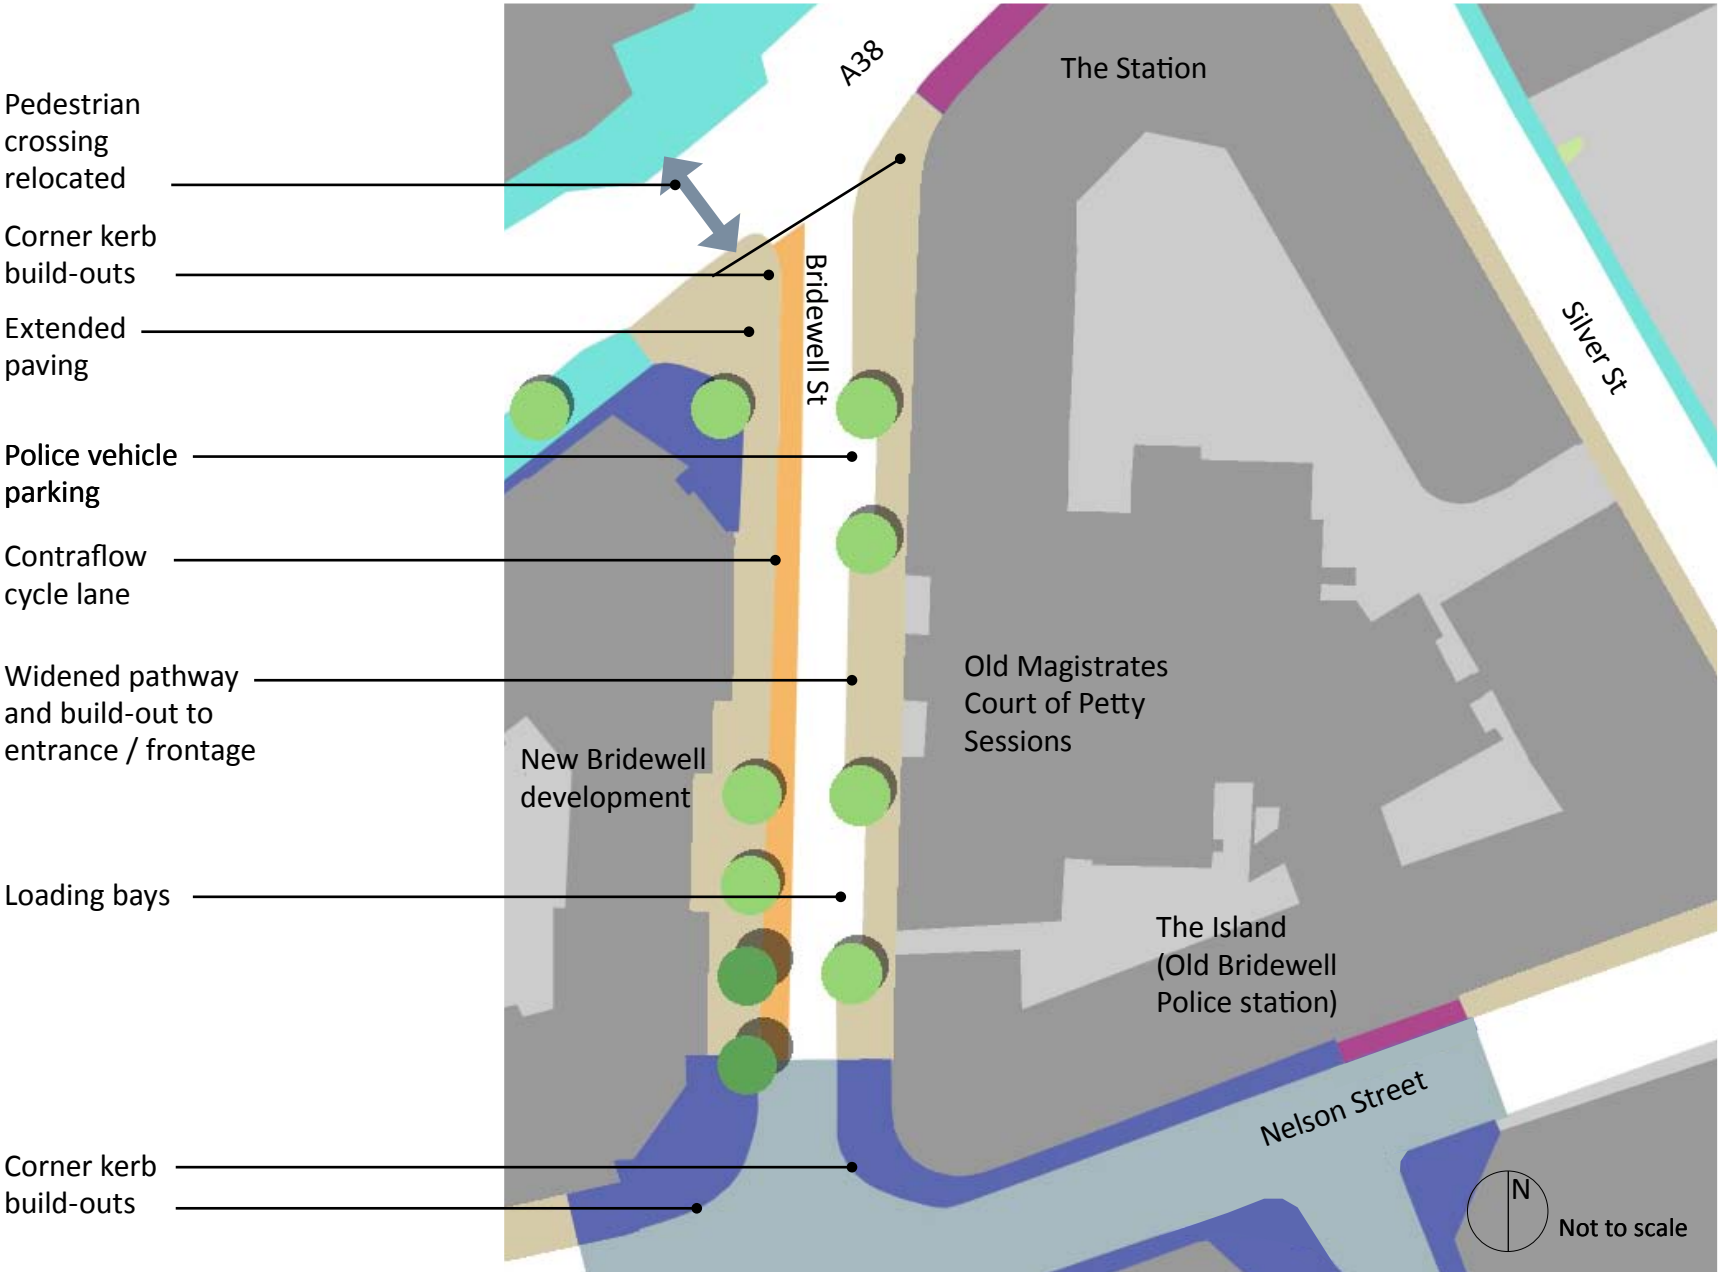 Pedestrian
crossing
relocated
Corner kerb
build-outs
Extended
paving
Police vehicle
parking
Contraflow
cycle lane
Widened pathway
and build-out to
entrance / frontage
Loading bays
Corner kerb
build-outs
A38
The Station
Bridewell St
Silver St
Old Magistrates
Court of Petty
Sessions
New Bridewell
development
The Island
(Old Bridewell
Police station)
Nelson Street
N
Not to scale